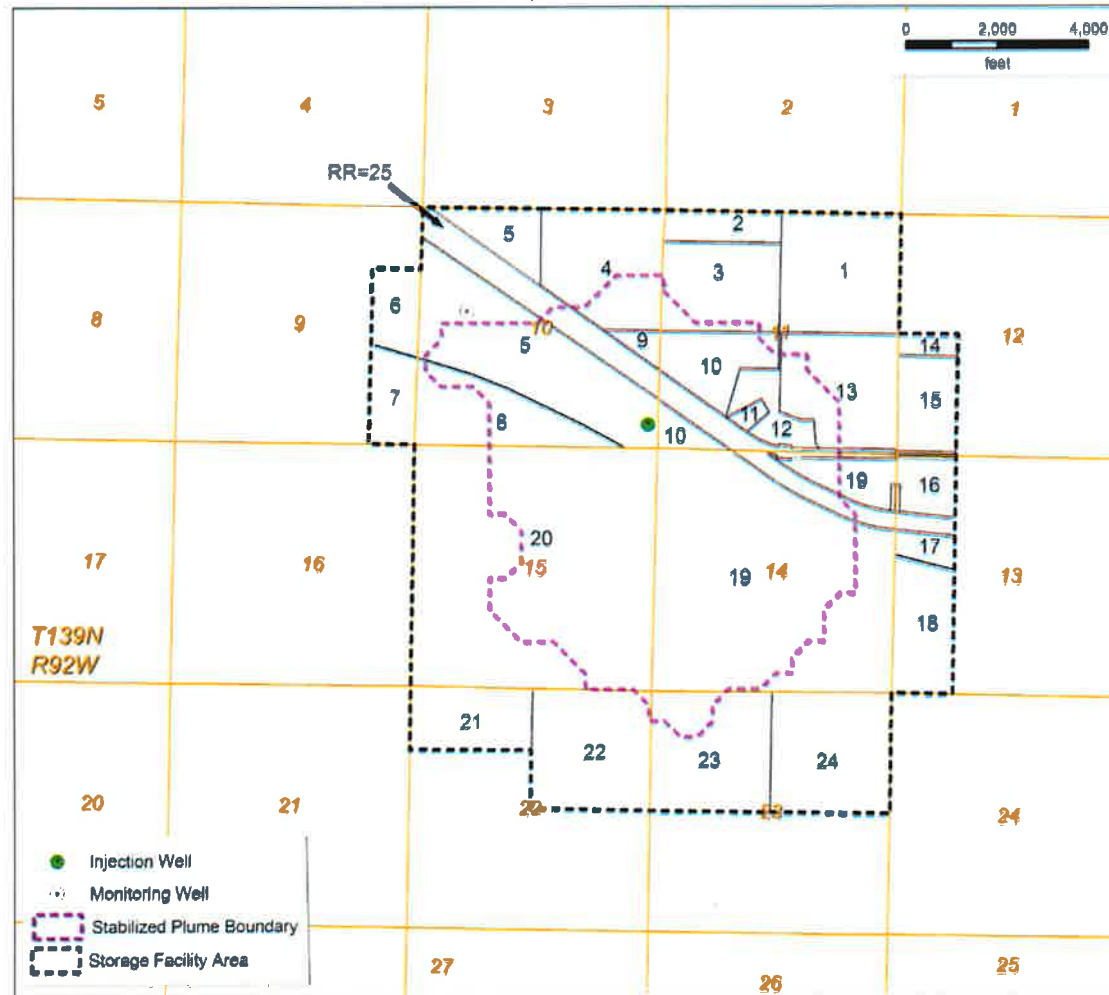 0 2,000 4,000
feet
5 4 3 2 1
RR=25
5 4 2 3 1
8 9 6 10 5 9 11 12
10 14
7 8 11 13 15
12
10
19 16
17 16 20 15 19 14 17 13
18
T139N
R92W
21 22 23 24
20 21 22 23 24
Injection Well
Monitoring Well
Stabilized Plume Boundary
Storage Facility Area
27 26 25